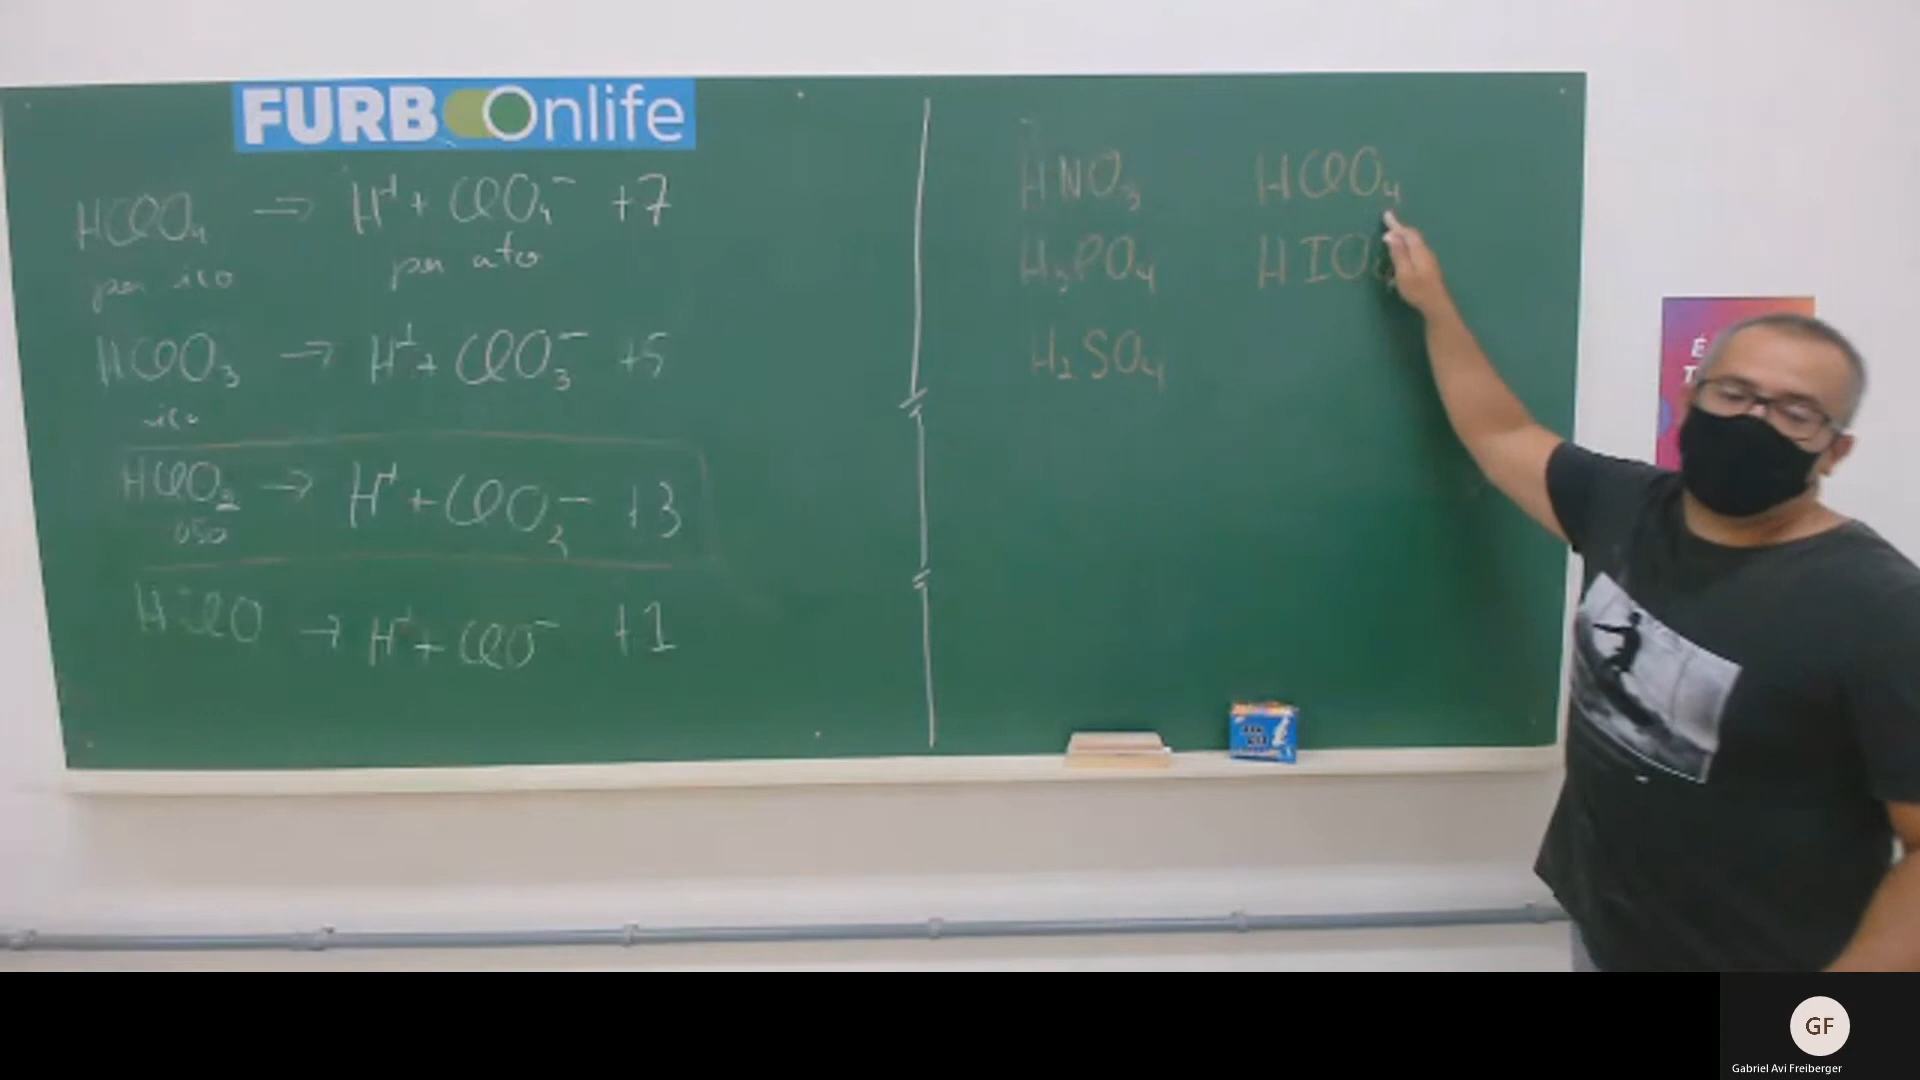 FURB Onlife
HClO₄ → H⁺ + ClO₄⁻ +7
per ico per ato
HClO₃ → H⁺ + ClO₃⁻ +5
ico
HClO₂ → H⁺ + ClO₂⁻ +3
oso
HClO → H⁺ + ClO⁻ +1
HNO₃ HClO₄
H₃PO₄ HIO
H₂SO₄
GF
Gabriel Avi Freiberger